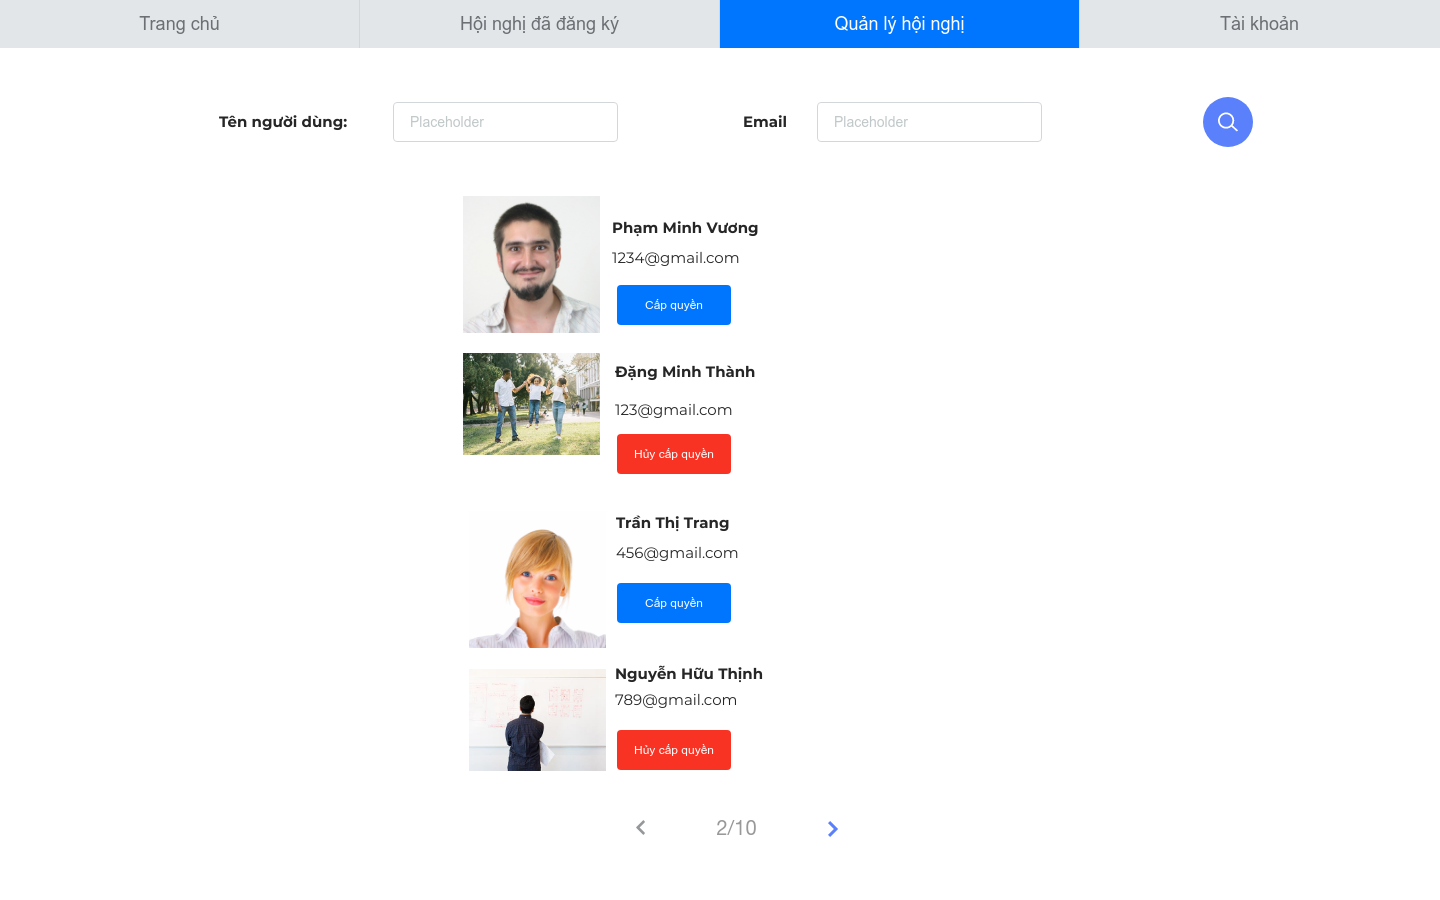 Trang chủ
Hội nghị đã đăng ký
Quản lý hội nghị
Tài khoản
Tên người dùng:
Placeholder
Email
Placeholder
Phạm Minh Vương
1234@gmail.com
Cấp quyền
Đặng Minh Thành
123@gmail.com
Hủy cấp quyền
Trần Thị Trang
456@gmail.com
Cấp quyền
Nguyễn Hữu Thịnh
789@gmail.com
Hủy cấp quyền
2/10